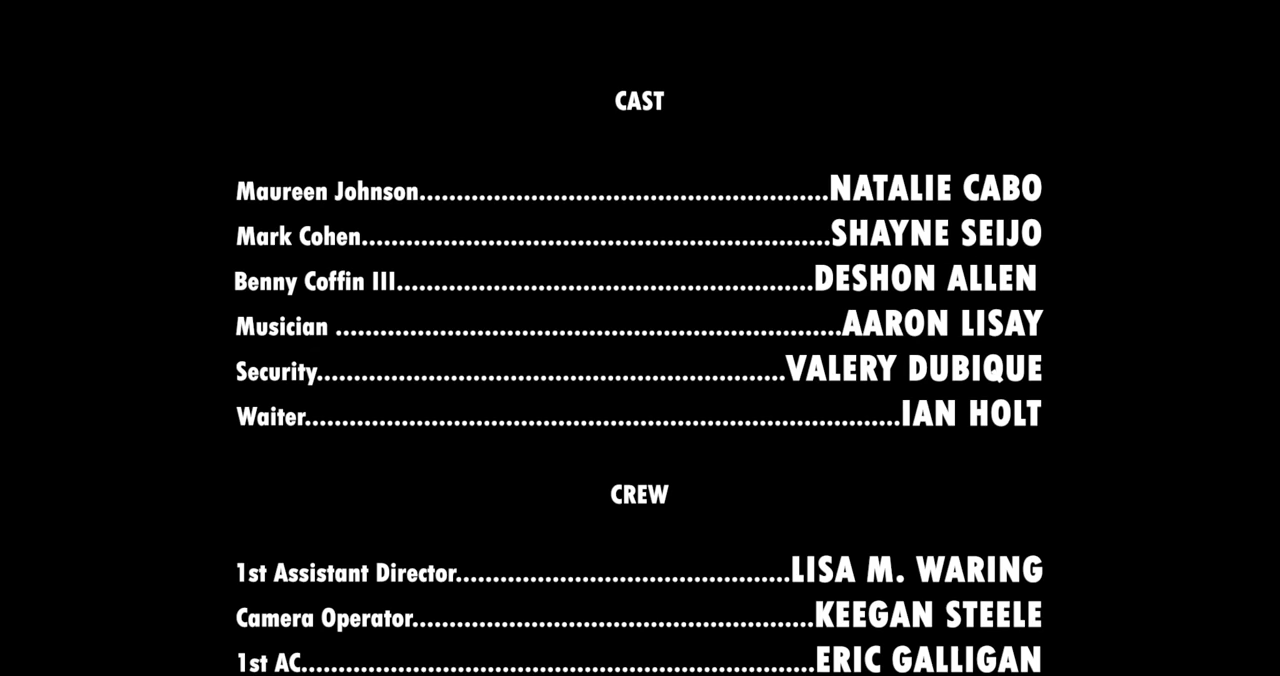 CAST
Maureen Johnson.......................................................NATALIE CABO
Mark Cohen...............................................................SHAYNE SEIJO
Benny Coffin III........................................................DESHON ALLEN
Musician ....................................................................AARON LISAY
Security...............................................................VALERY DUBIQUE
Waiter................................................................................IAN HOLT
CREW
1st Assistant Director.............................................LISA M. WARING
Camera Operator......................................................KEEGAN STEELE
1st AC.....................................................................ERIC GALLIGAN